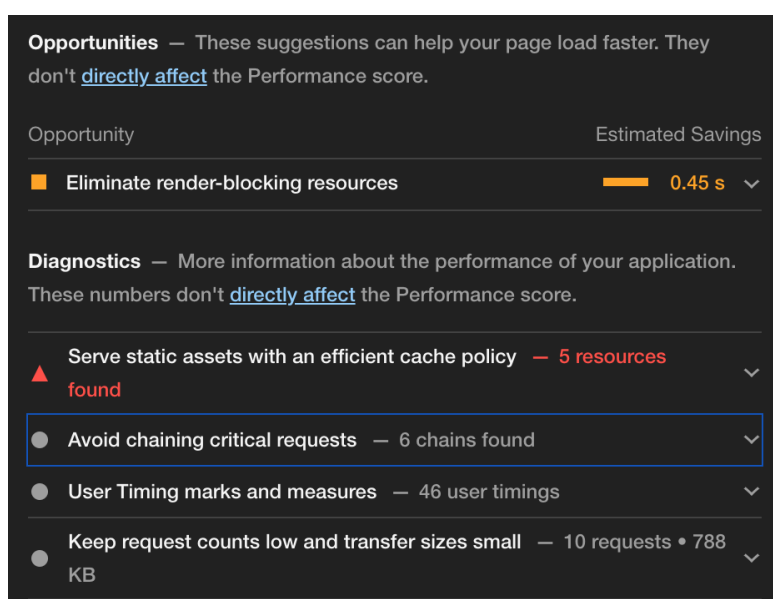 Opportunities — These suggestions can help your page load faster. They
don't directly affect the Performance score.
Opportunity Estimated Savings
Eliminate render-blocking resources 0.45 s
Diagnostics — More information about the performance of your application.
These numbers don't directly affect the Performance score.
Serve static assets with an efficient cache policy — 5 resources
found
Avoid chaining critical requests — 6 chains found
User Timing marks and measures — 46 user timings
Keep request counts low and transfer sizes small — 10 requests • 788
KB